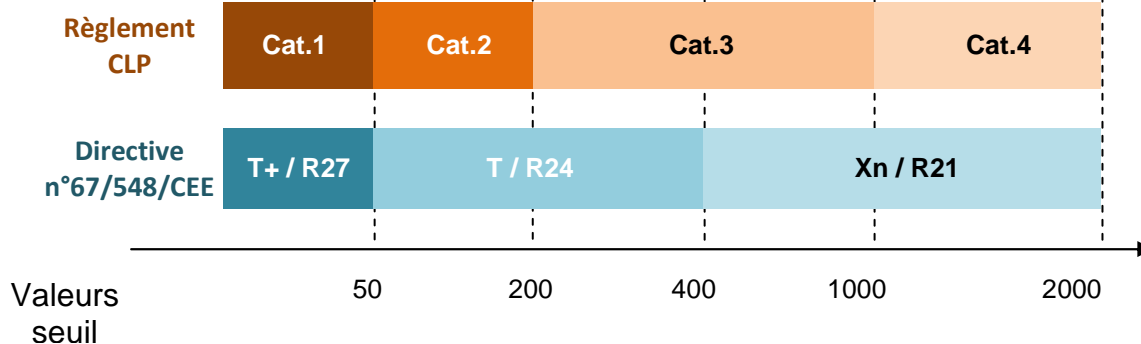 Règlement
CLP
Cat.1
Cat.2
Cat.3
Cat.4
Directive
n°67/548/CEE
T+ / R27
T / R24
Xn / R21
Valeurs
seuil
50
200
400
1000
2000